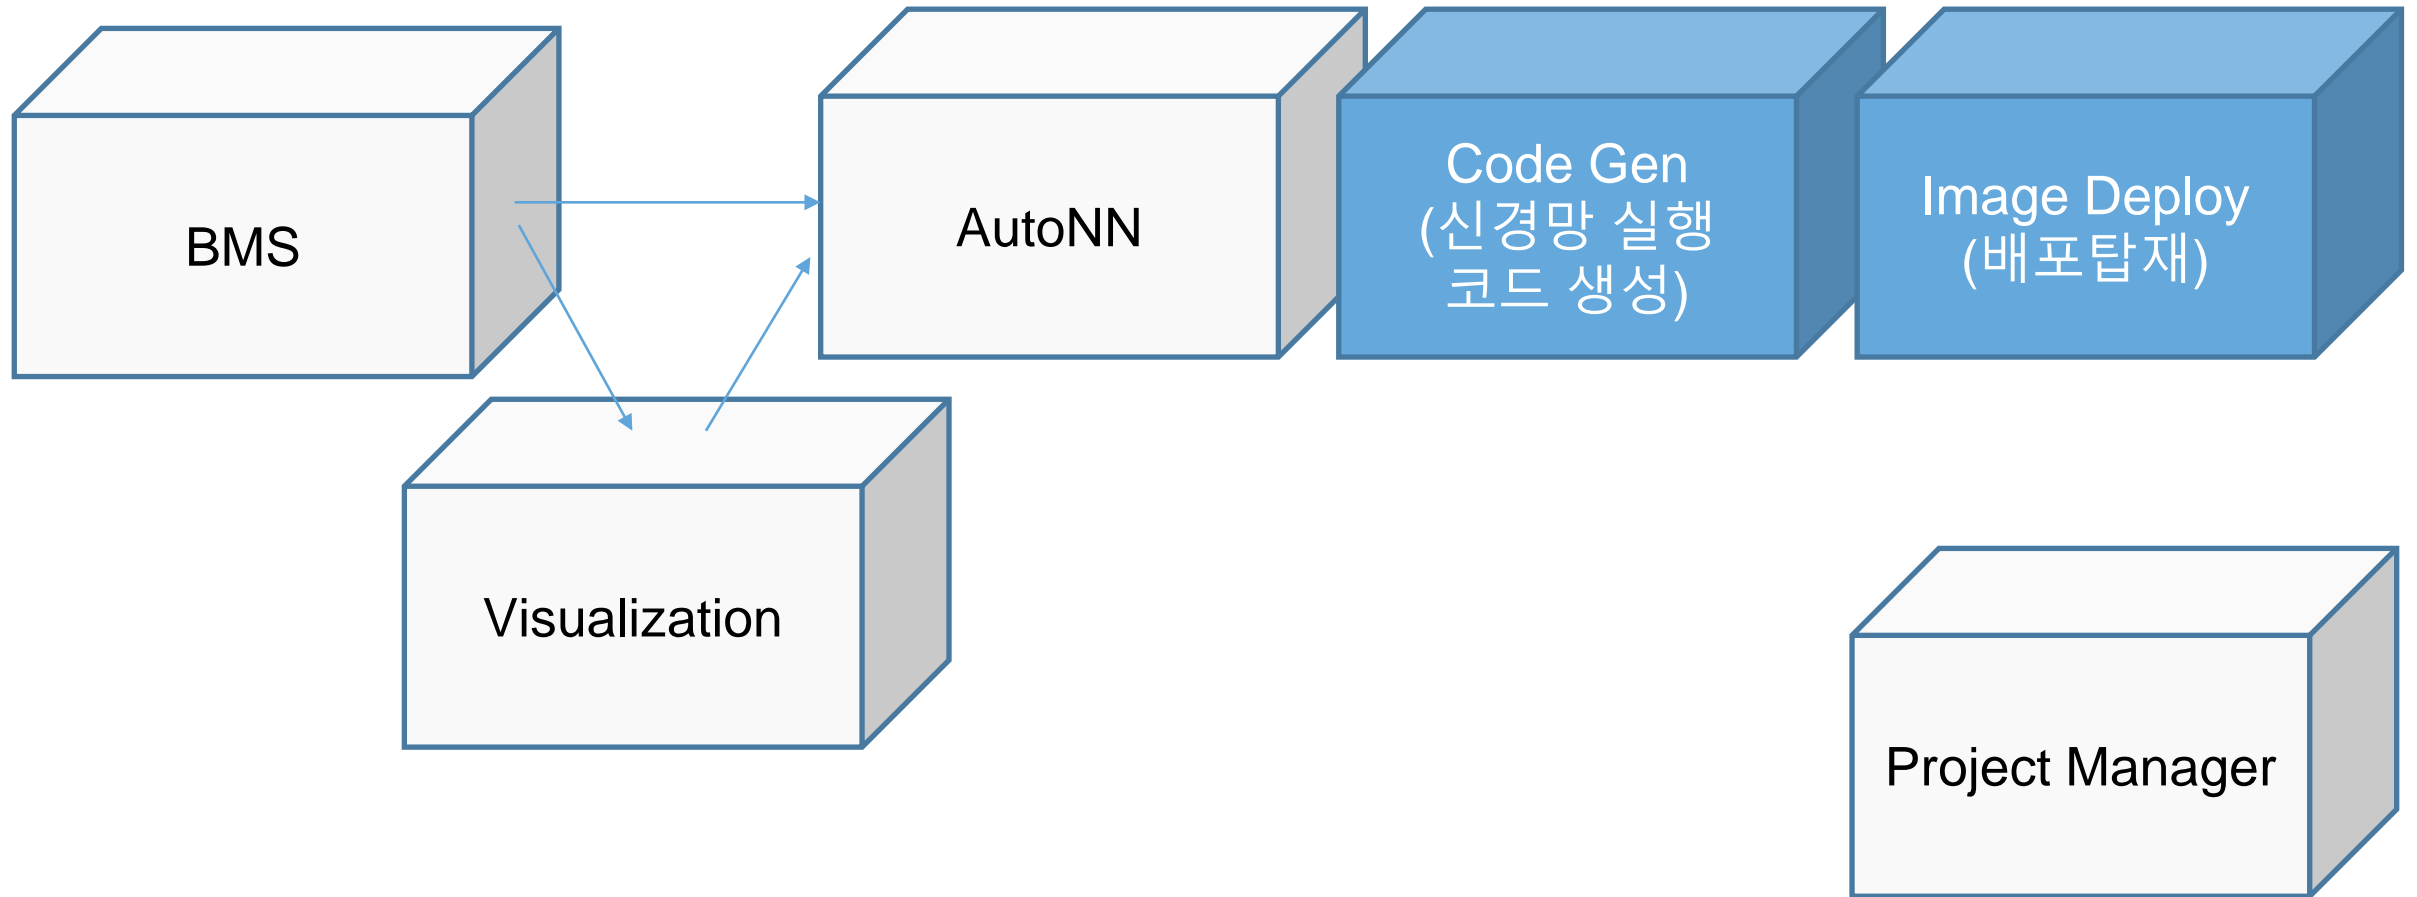 BMS
AutoNN
Code Gen
(신경망 실행
코드 생성)
Image Deploy
(배포탑재)
Visualization
Project Manager